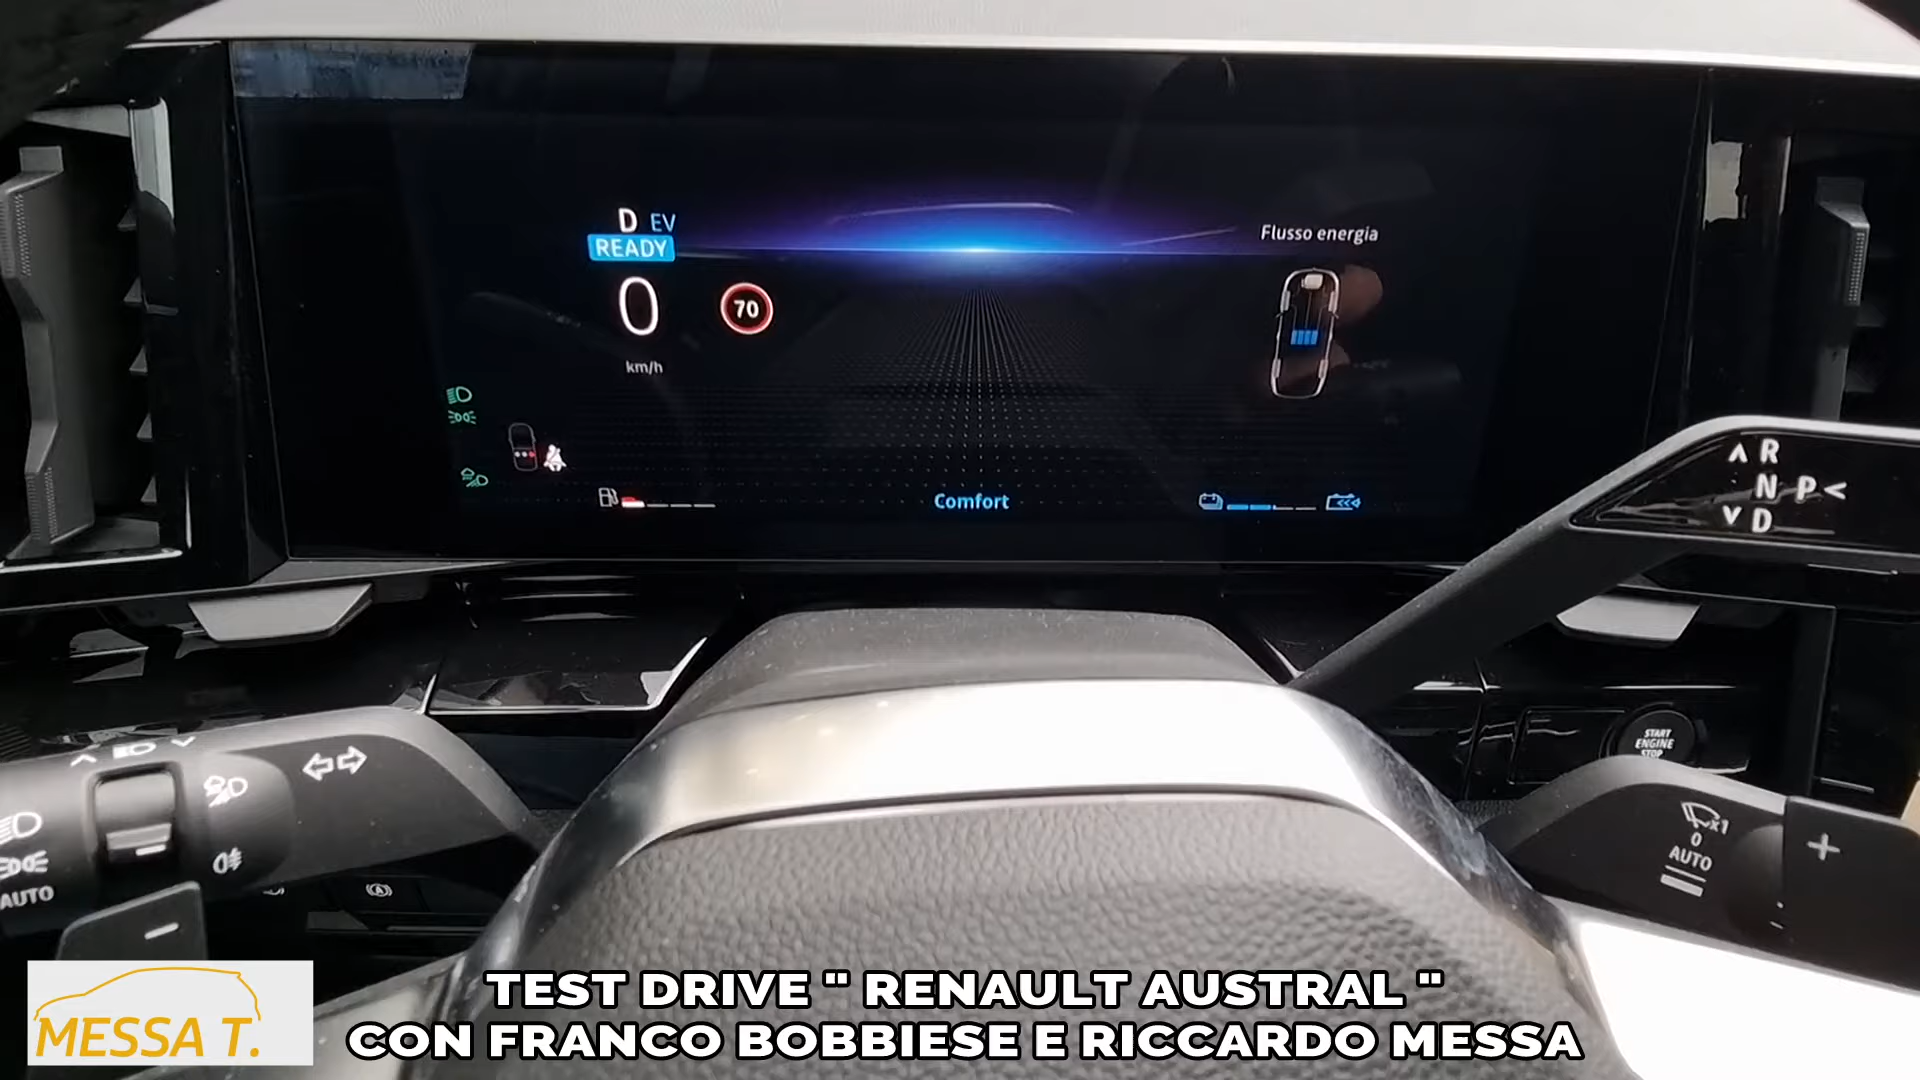 D EV
READY
0
70
km/h
Flusso energia
Comfort
R
N P
D
START
ENGINE
STOP
AUTO
x1
0
AUTO
MESSA T.
TEST DRIVE " RENAULT AUSTRAL "
CON FRANCO BOBBIESE E RICCARDO MESSA